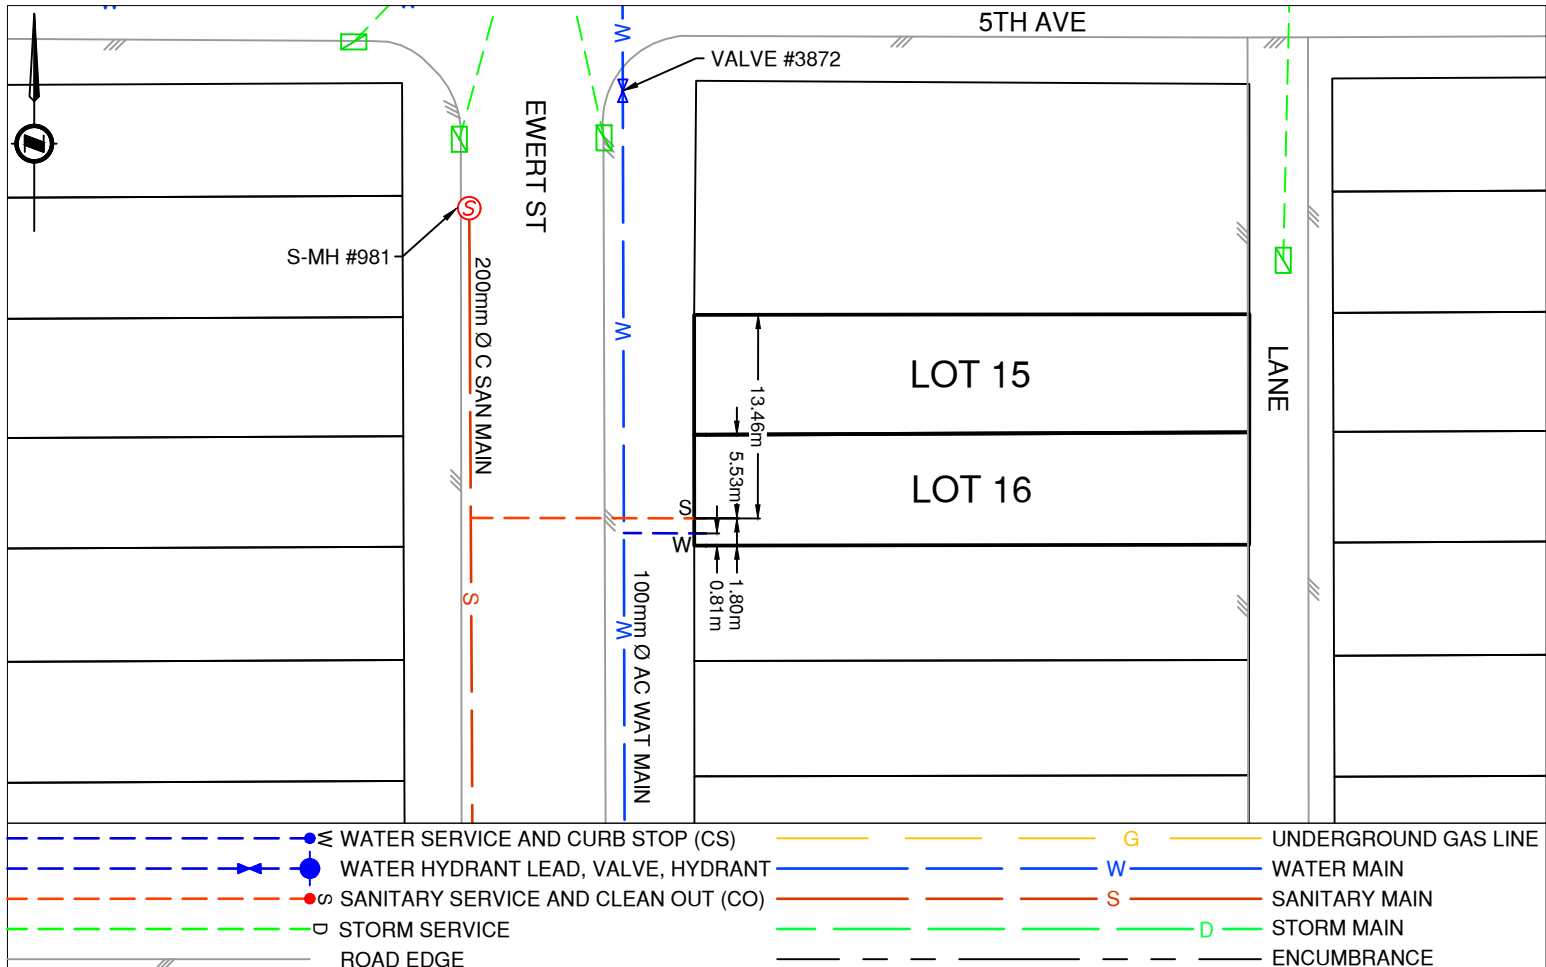 5TH AVE
W
W
W
VALVE #3872
EWERT ST
S
S-MH #981
200mm Ø C SAN MAIN
W
LOT 15
LANE
13.46m
5.53m
LOT 16
S
W
1.80m
0.81m
S
W
100mm Ø AC WAT MAIN
W WATER SERVICE AND CURB STOP (CS)
WATER HYDRANT LEAD, VALVE, HYDRANT
S SANITARY SERVICE AND CLEAN OUT (CO)
D STORM SERVICE
ROAD EDGE
G UNDERGROUND GAS LINE
W WATER MAIN
S SANITARY MAIN
D STORM MAIN
ENCUMBRANCE